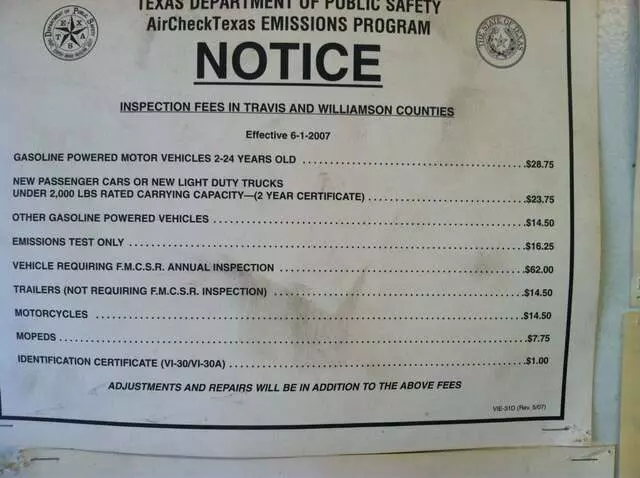 TEXAS DEPARTMENT OF PUBLIC SAFETY
AirCheckTexas EMISSIONS PROGRAM
NOTICE
INSPECTION FEES IN TRAVIS AND WILLIAMSON COUNTIES
Effective 6-1-2007
GASOLINE POWERED MOTOR VEHICLES 2-24 YEARS OLD ........ $28.75
NEW PASSENGER CARS OR NEW LIGHT DUTY TRUCKS
UNDER 2,000 LBS RATED CARRYING CAPACITY—(2 YEAR CERTIFICATE) ........ $23.75
OTHER GASOLINE POWERED VEHICLES ........ $14.50
EMISSIONS TEST ONLY ........ $16.25
VEHICLE REQUIRING F.M.C.S.R. ANNUAL INSPECTION ........ $62.00
TRAILERS (NOT REQUIRING F.M.C.S.R. INSPECTION) ........ $14.50
MOTORCYCLES ........ $14.50
MOPEDS ........ $7.75
IDENTIFICATION CERTIFICATE (VI-30/VI-30A) ........ $1.00
ADJUSTMENTS AND REPAIRS WILL BE IN ADDITION TO THE ABOVE FEES
VIE-31D (Rev. 5/07)